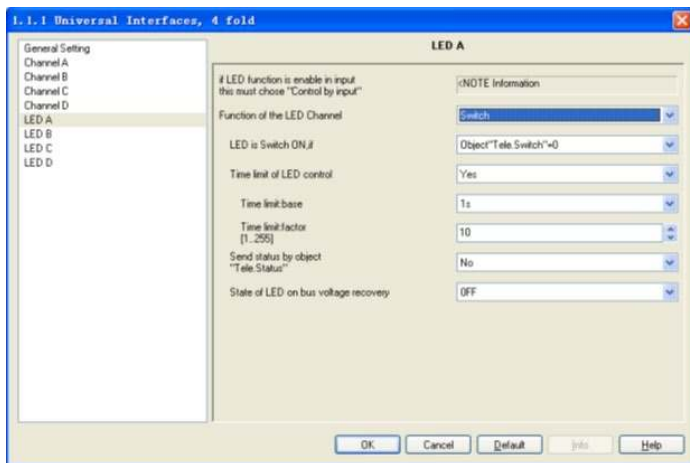 1.1.1 Universal Interfaces, 4 fold
General Setting
Channel A
Channel B
Channel C
Channel D
LED A
LED B
LED C
LED D
LED A
if LED function is enable in input
this must chose "Control by input"
<NOTE Information
Function of the LED Channel
Switch
LED is Switch ON,if
Object"Tele.Switch"=0
Time limit of LED control
Yes
Time limit:base
1s
Time limit:factor
[1..255]
10
Send status by object
"Tele.Status"
No
State of LED on bus voltage recovery
OFF
OK
Cancel
Default
Info
Help